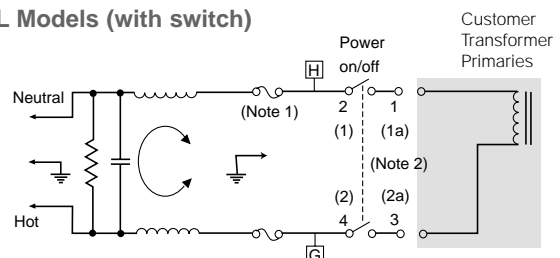 L Models (with switch)
Customer
Transformer
Primaries
Power
on/off
H
Neutral
(Note 1)
2
1
(1)
(1a)
(Note 2)
(2)
(2a)
Hot
4
3
G